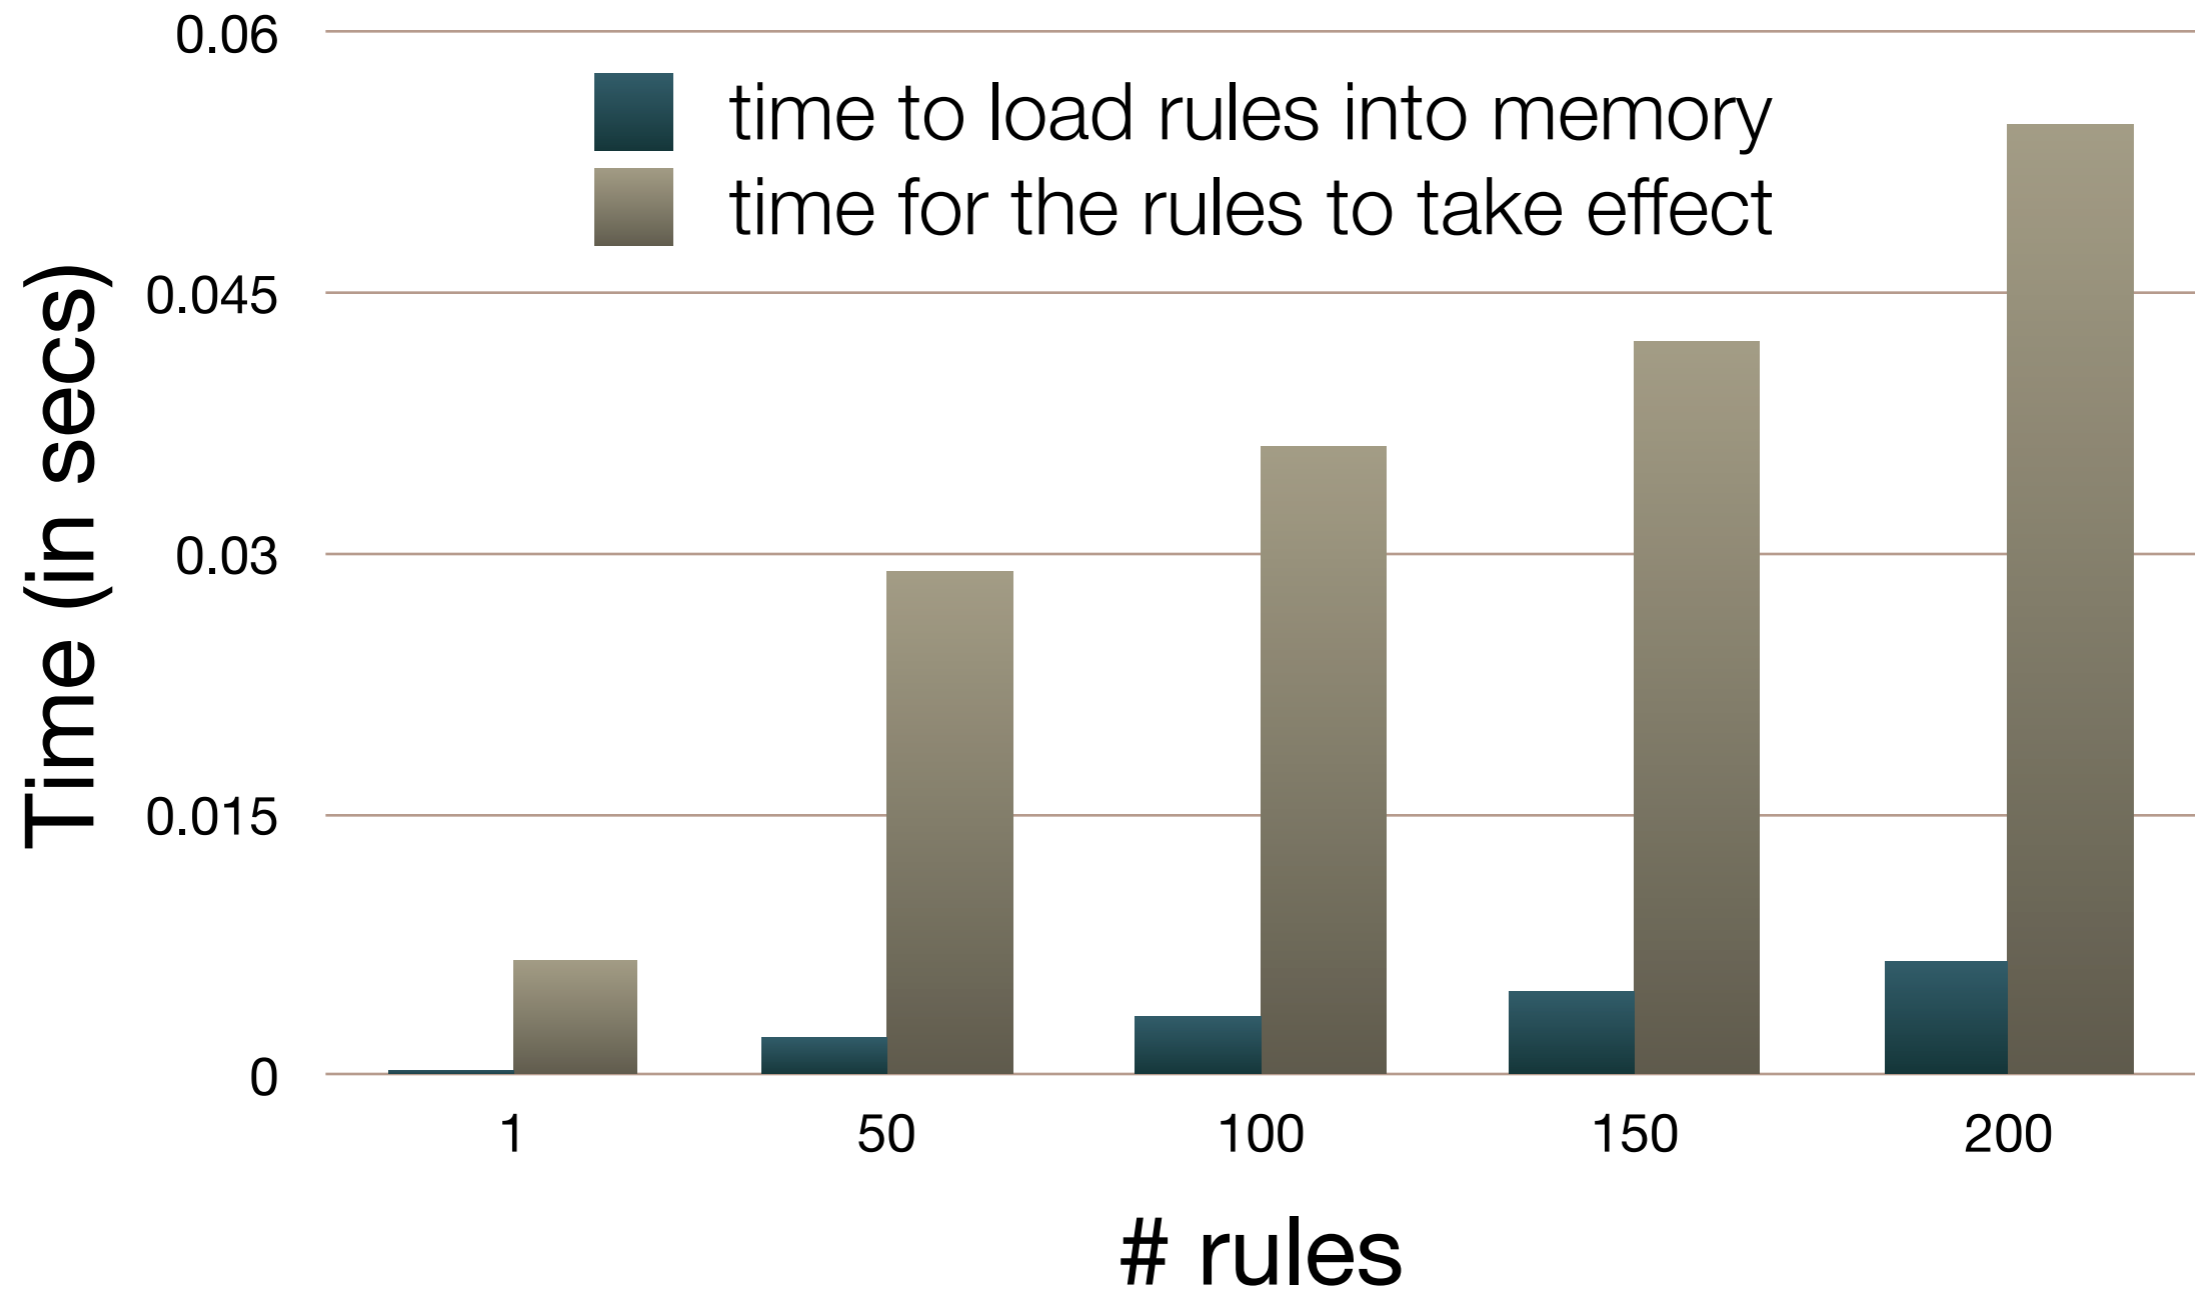 0.06
time to load rules into memory
time for the rules to take effect
0.045
0.03
0.015
0
Time (in secs)
1 50 100 150 200
# rules